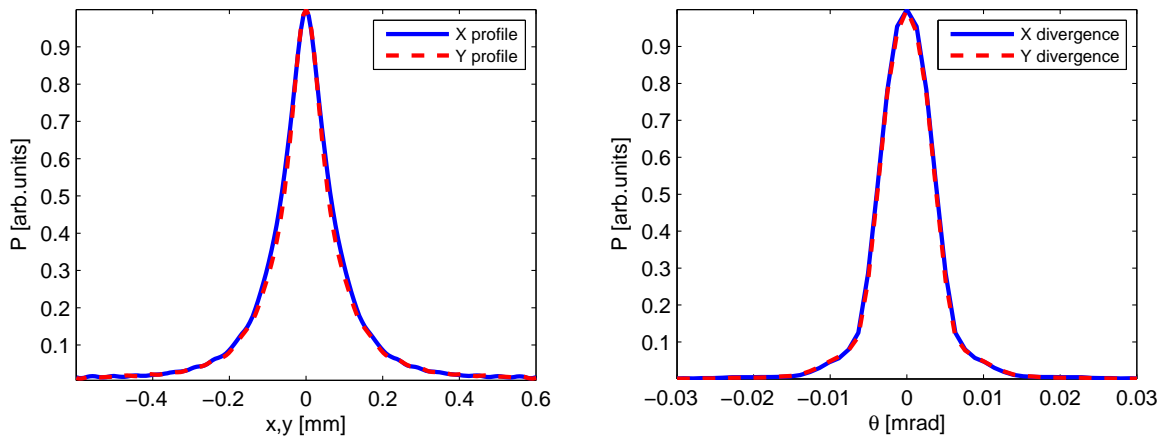 0.9
0.8
0.7
0.6
0.5
0.4
0.3
0.2
0.1
P [arb.units]
X profile
Y profile
−0.4 −0.2 0 0.2 0.4 0.6
x,y [mm]
0.9
0.8
0.7
0.6
0.5
0.4
0.3
0.2
0.1
P [arb.units]
X divergence
Y divergence
−0.03 −0.02 −0.01 0 0.01 0.02 0.03
θ [mrad]